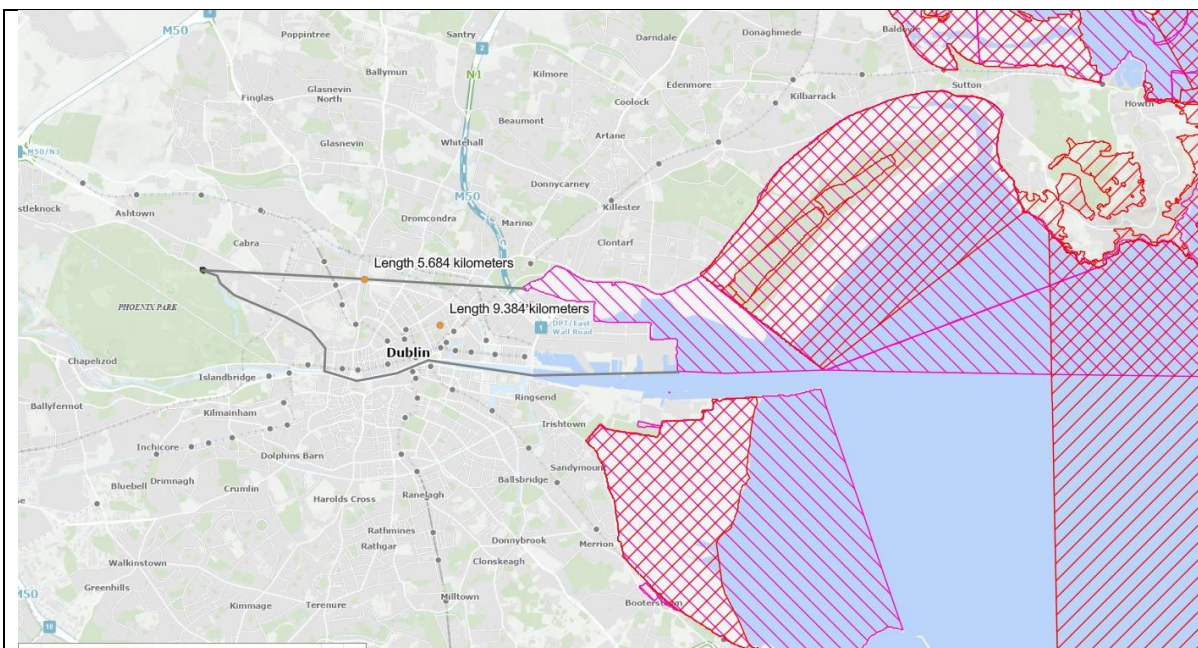 M50
3
Poppintree
Santry
Darndale
Donaghmede
Baldoyle
2
N1
Ballymun
Kilmore
Edenmore
Kilbarrack
Sutton
Finglas
Glasnevin
North
Coolock
Howth
Beaumont
Artane
Glasnevin
Whitehall
M50/N3
M50
Donnycarney
stleknock
Ashtown
Killester
Dromcondra
Marino
Cabra
Clontarf
Length 5.684 kilometers
PHOENIX PARK
Length 9.384 kilometers
1
DPT/East
Wall Road
Dublin
Chapelizod
Islandbridge
Ballyfermot
Kilmainham
Ringsend
Irishtown
Inchicore
Dolphins Barn
Sandymount
Bluebell
Drimnagh
Crumlin
Ballsbridge
Harolds Cross
Ranelagh
Rathmines
Rathgar
Donnybrook
Merrion
Walkinstown
Clonskeagh
Greenhills
M50
Kimmage
Terenure
Milltown
Booterstown
10